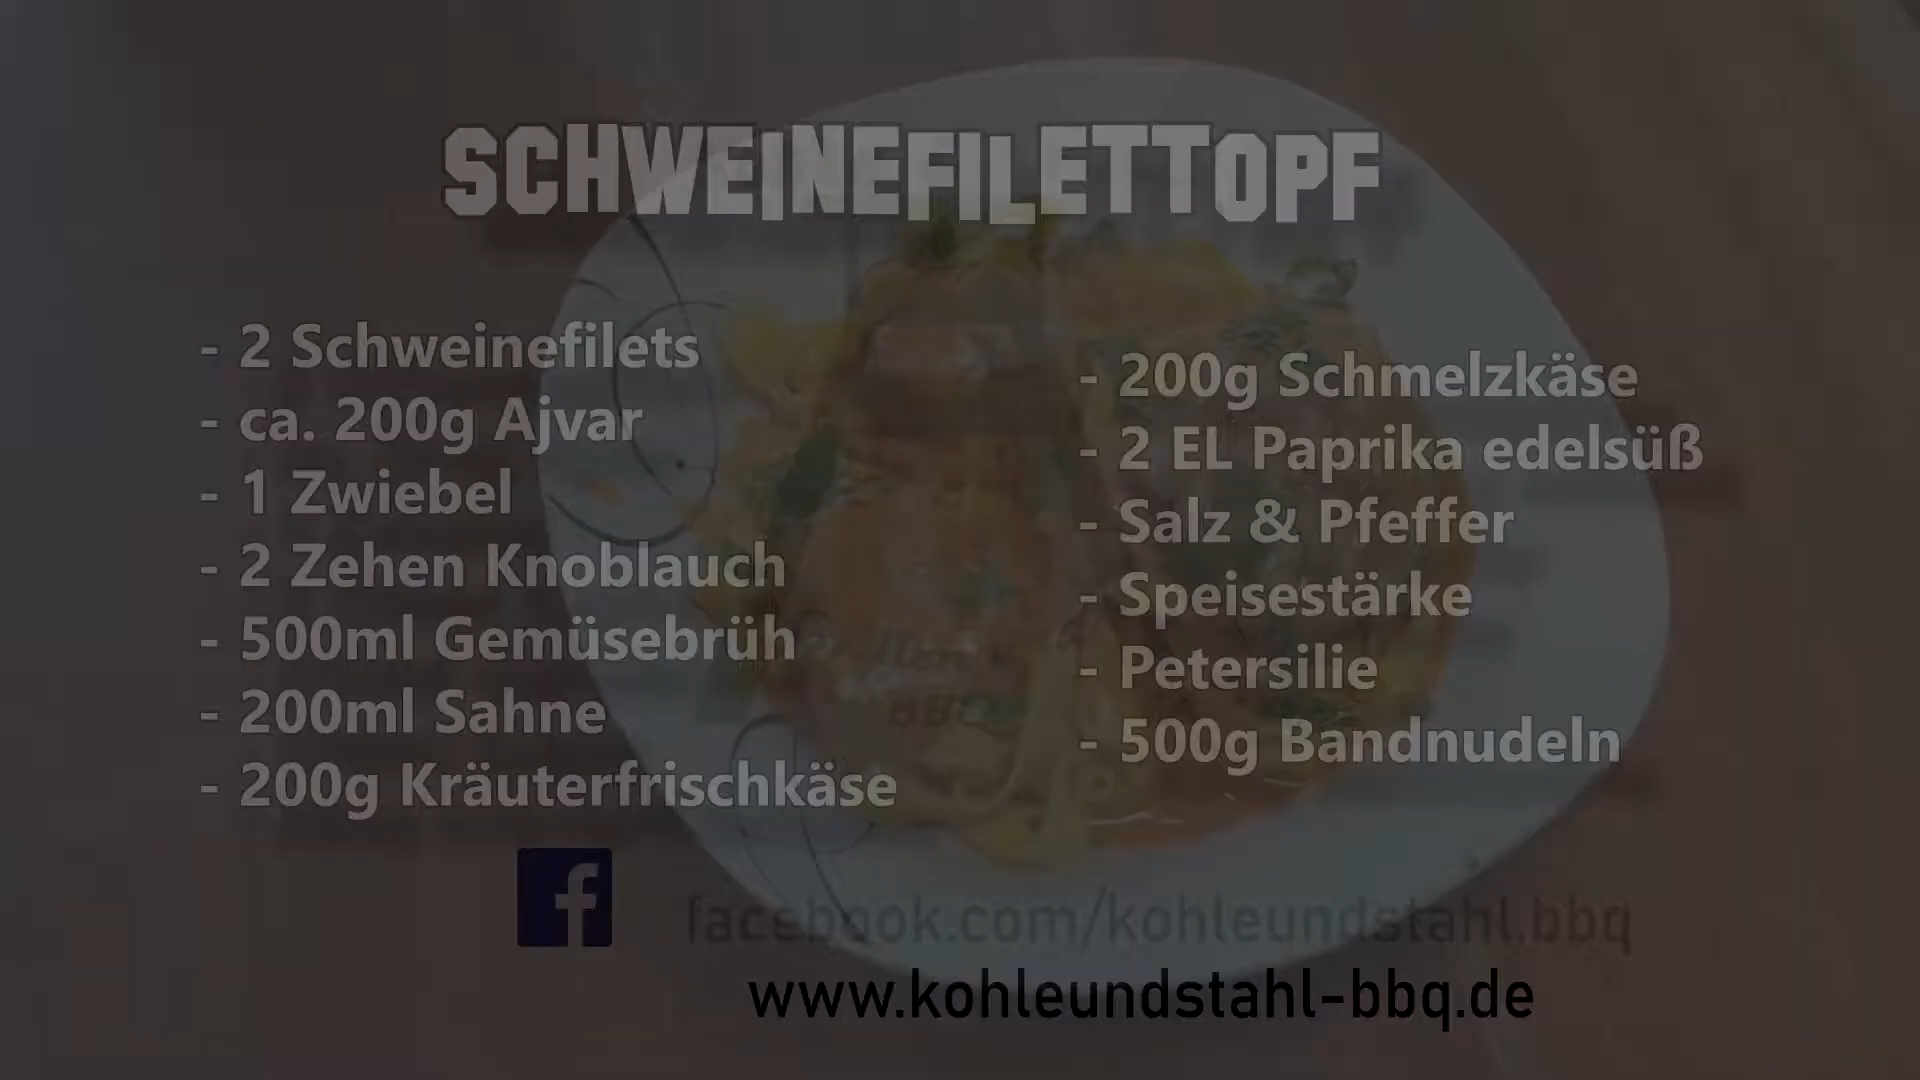 SCHWEINEFILETTOPF
- 2 Schweinefilets
- ca. 200g Ajvar
- 1 Zwiebel
- 2 Zehen Knoblauch
- 500ml Gemüsebrüh
- 200ml Sahne
- 200g Kräuterfrischkäse
- 200g Schmelzkäse
- 2 EL Paprika edelsüß
- Salz & Pfeffer
- Speisestärke
- Petersilie
- 500g Bandnudeln
facebook.com/kohleundstahl.bbq
www.kohleundstahl-bbq.de